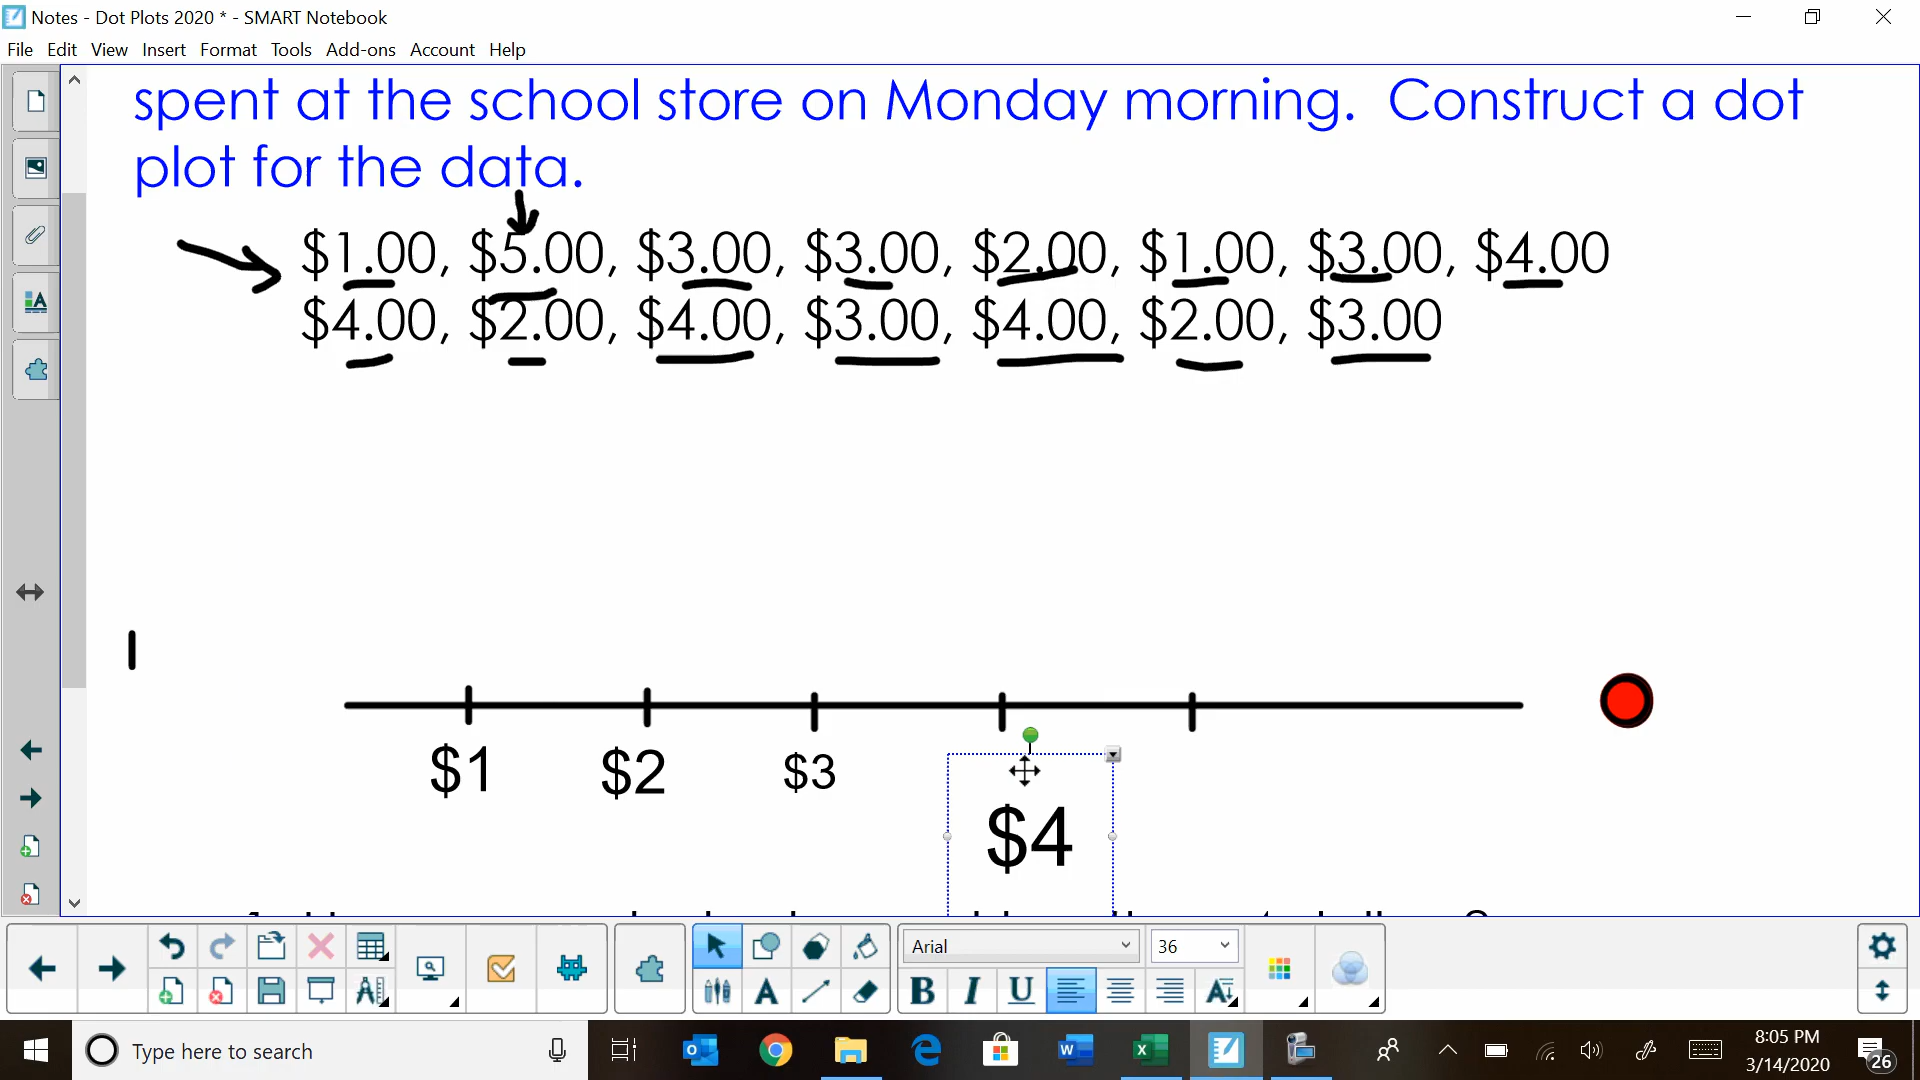 Notes - Dot Plots 2020 * - SMART Notebook
File Edit View Insert Format Tools Add-ons Account Help
spent at the school store on Monday morning. Construct a dot
plot for the data.
$1.00, $5.00, $3.00, $3.00, $2.00, $1.00, $3.00, $4.00
$4.00, $2.00, $4.00, $3.00, $4.00, $2.00, $3.00
$1 $2 $3
$4
Arial 36
B I U
Type here to search
8:05 PM
3/14/2020
26